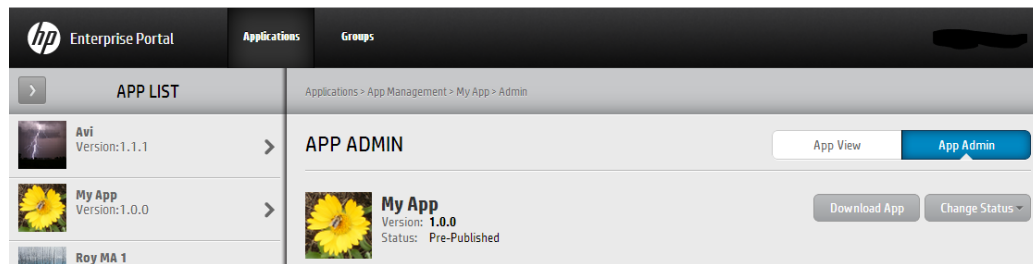 hp Enterprise Portal Applications Groups
APP LIST
Applications > App Management > My App > Admin
Avi
Version:1.1.1
APP ADMIN
App View
App Admin
My App
Version:1.0.0
My App
Version: 1.0.0
Status: Pre-Published
Download App
Change Status
Roy MA 1